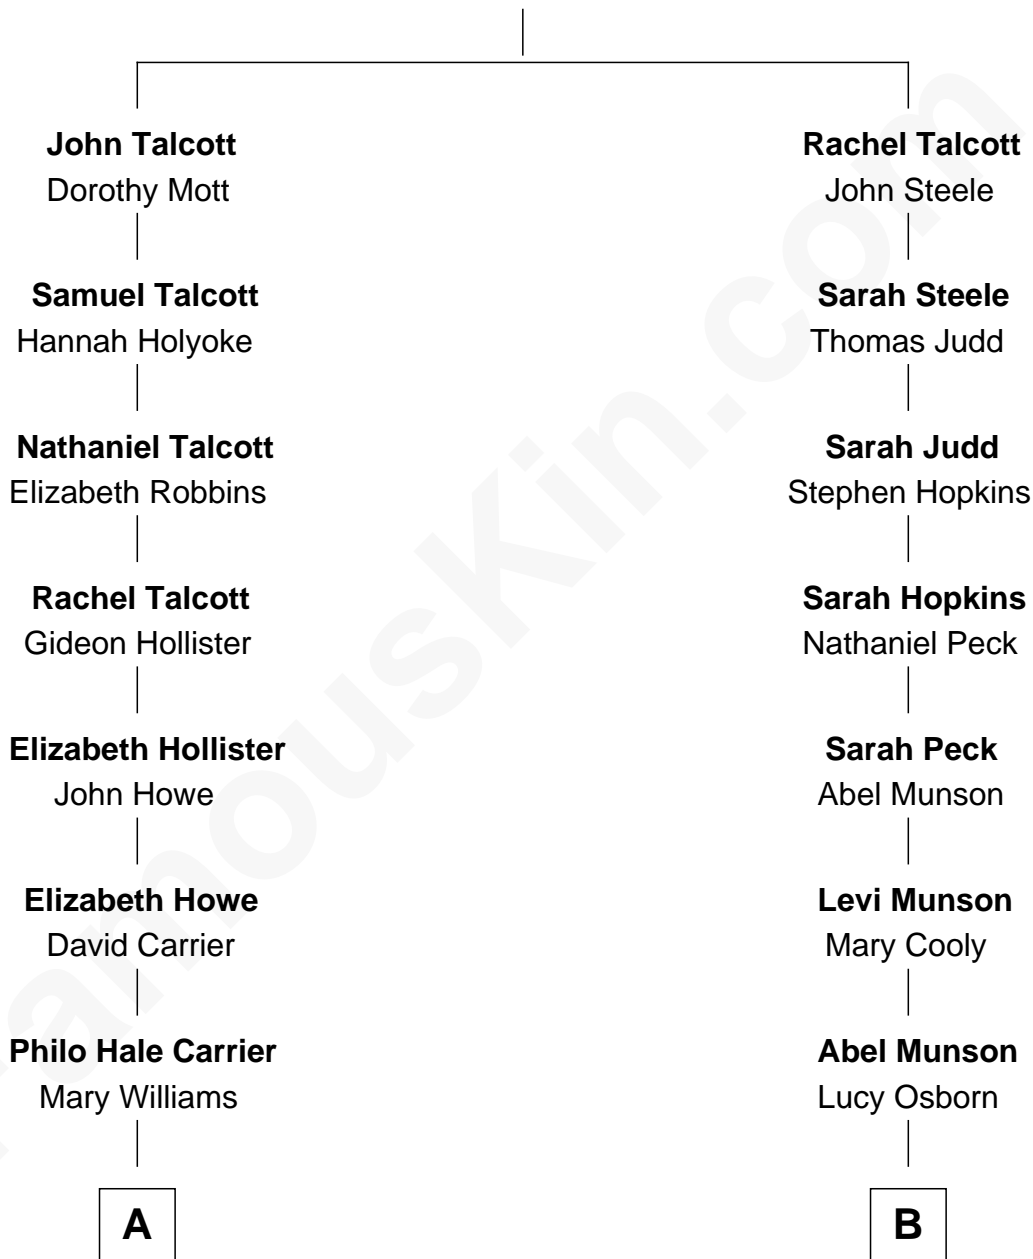 John Talcott
Dorothy Mott
Samuel Talcott
Hannah Holyoke
Nathaniel Talcott
Elizabeth Robbins
Rachel Talcott
Gideon Hollister
Elizabeth Hollister
John Howe
Elizabeth Howe
David Carrier
Philo Hale Carrier
Mary Williams
A
Rachel Talcott
John Steele
Sarah Steele
Thomas Judd
Sarah Judd
Stephen Hopkins
Sarah Hopkins
Nathaniel Peck
Sarah Peck
Abel Munson
Levi Munson
Mary Cooly
Abel Munson
Lucy Osborn
B
FamousKin.com